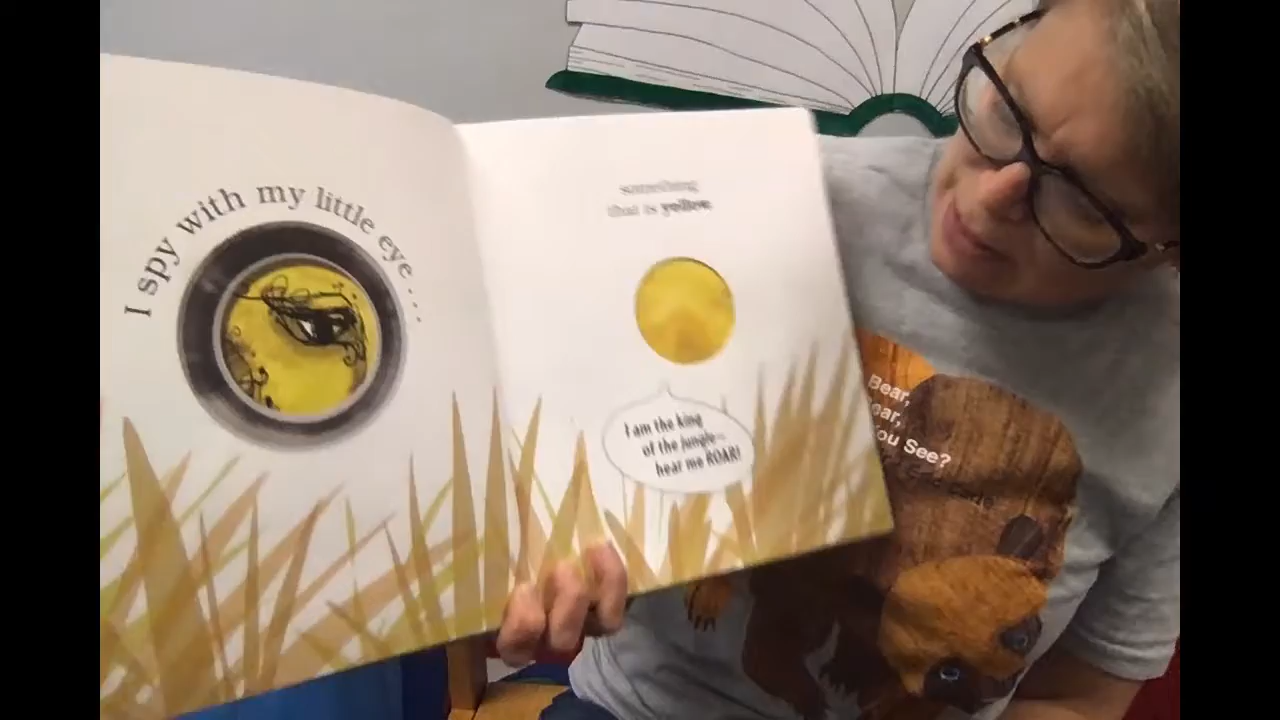 I spy with my little eye....
something
that is yellow.
I am the king
of the jungle—
hear me ROAR!
Bear,
ear,
ou See?